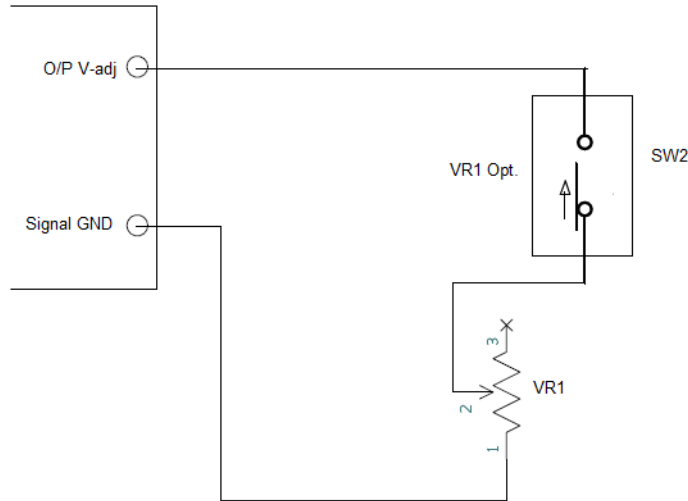 O/P V-adj
SW2
VR1 Opt.
Signal GND
3
VR1
2
1